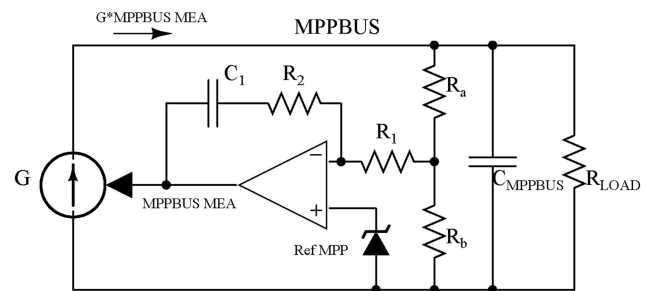 G*MPPBUS MEA
MPPBUS
C1
R2
Ra
R1
G
MPPBUS MEA
−
+
CMPPBUS
RLOAD
Ref MPP
Rb